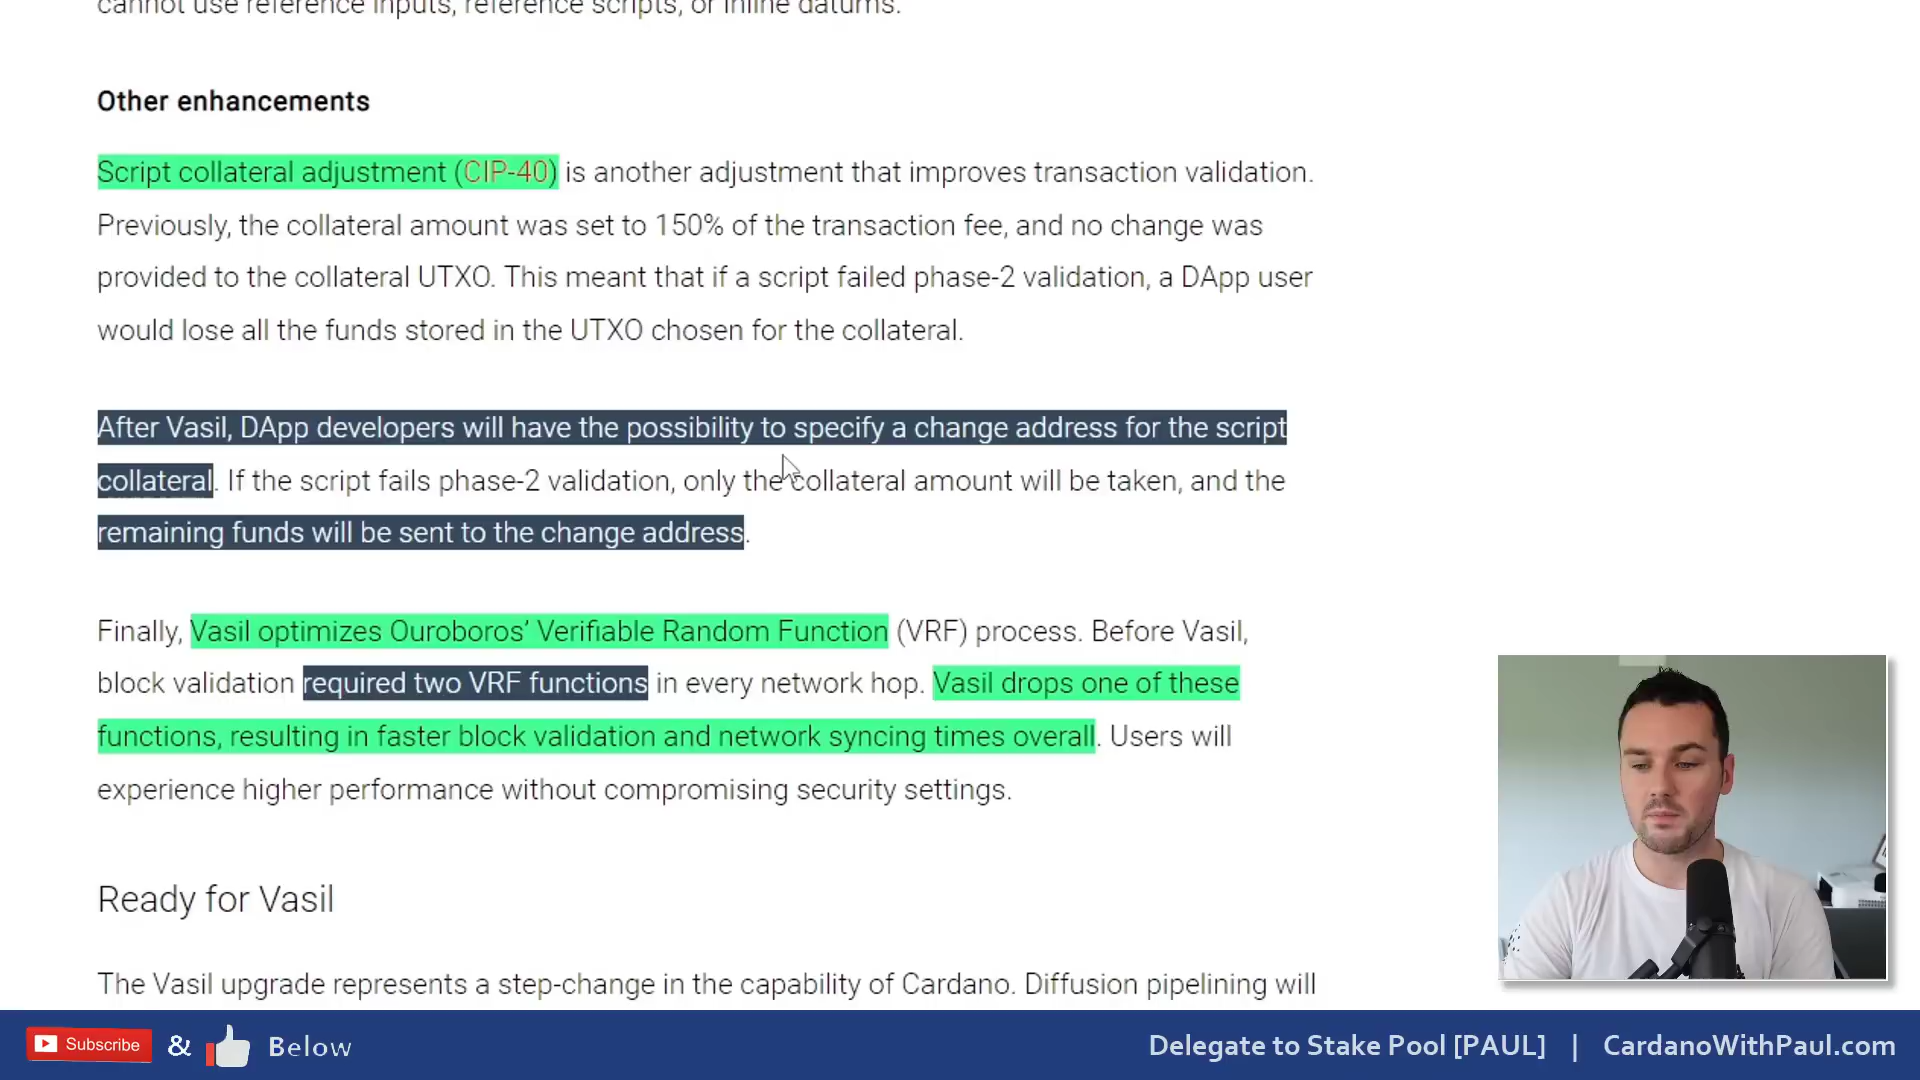 cannot use reference inputs, reference scripts, or inline datums.
Other enhancements
Script collateral adjustment (CIP-40) is another adjustment that improves transaction validation.
Previously, the collateral amount was set to 150% of the transaction fee, and no change was
provided to the collateral UTXO. This meant that if a script failed phase-2 validation, a DApp user
would lose all the funds stored in the UTXO chosen for the collateral.
After Vasil, DApp developers will have the possibility to specify a change address for the script
collateral. If the script fails phase-2 validation, only the collateral amount will be taken, and the
remaining funds will be sent to the change address.
Finally, Vasil optimizes Ouroboros’ Verifiable Random Function (VRF) process. Before Vasil,
block validation required two VRF functions in every network hop. Vasil drops one of these
functions, resulting in faster block validation and network syncing times overall. Users will
experience higher performance without compromising security settings.
Ready for Vasil
The Vasil upgrade represents a step-change in the capability of Cardano. Diffusion pipelining will
Subscribe & Below
Delegate to Stake Pool [PAUL] | CardanoWithPaul.com